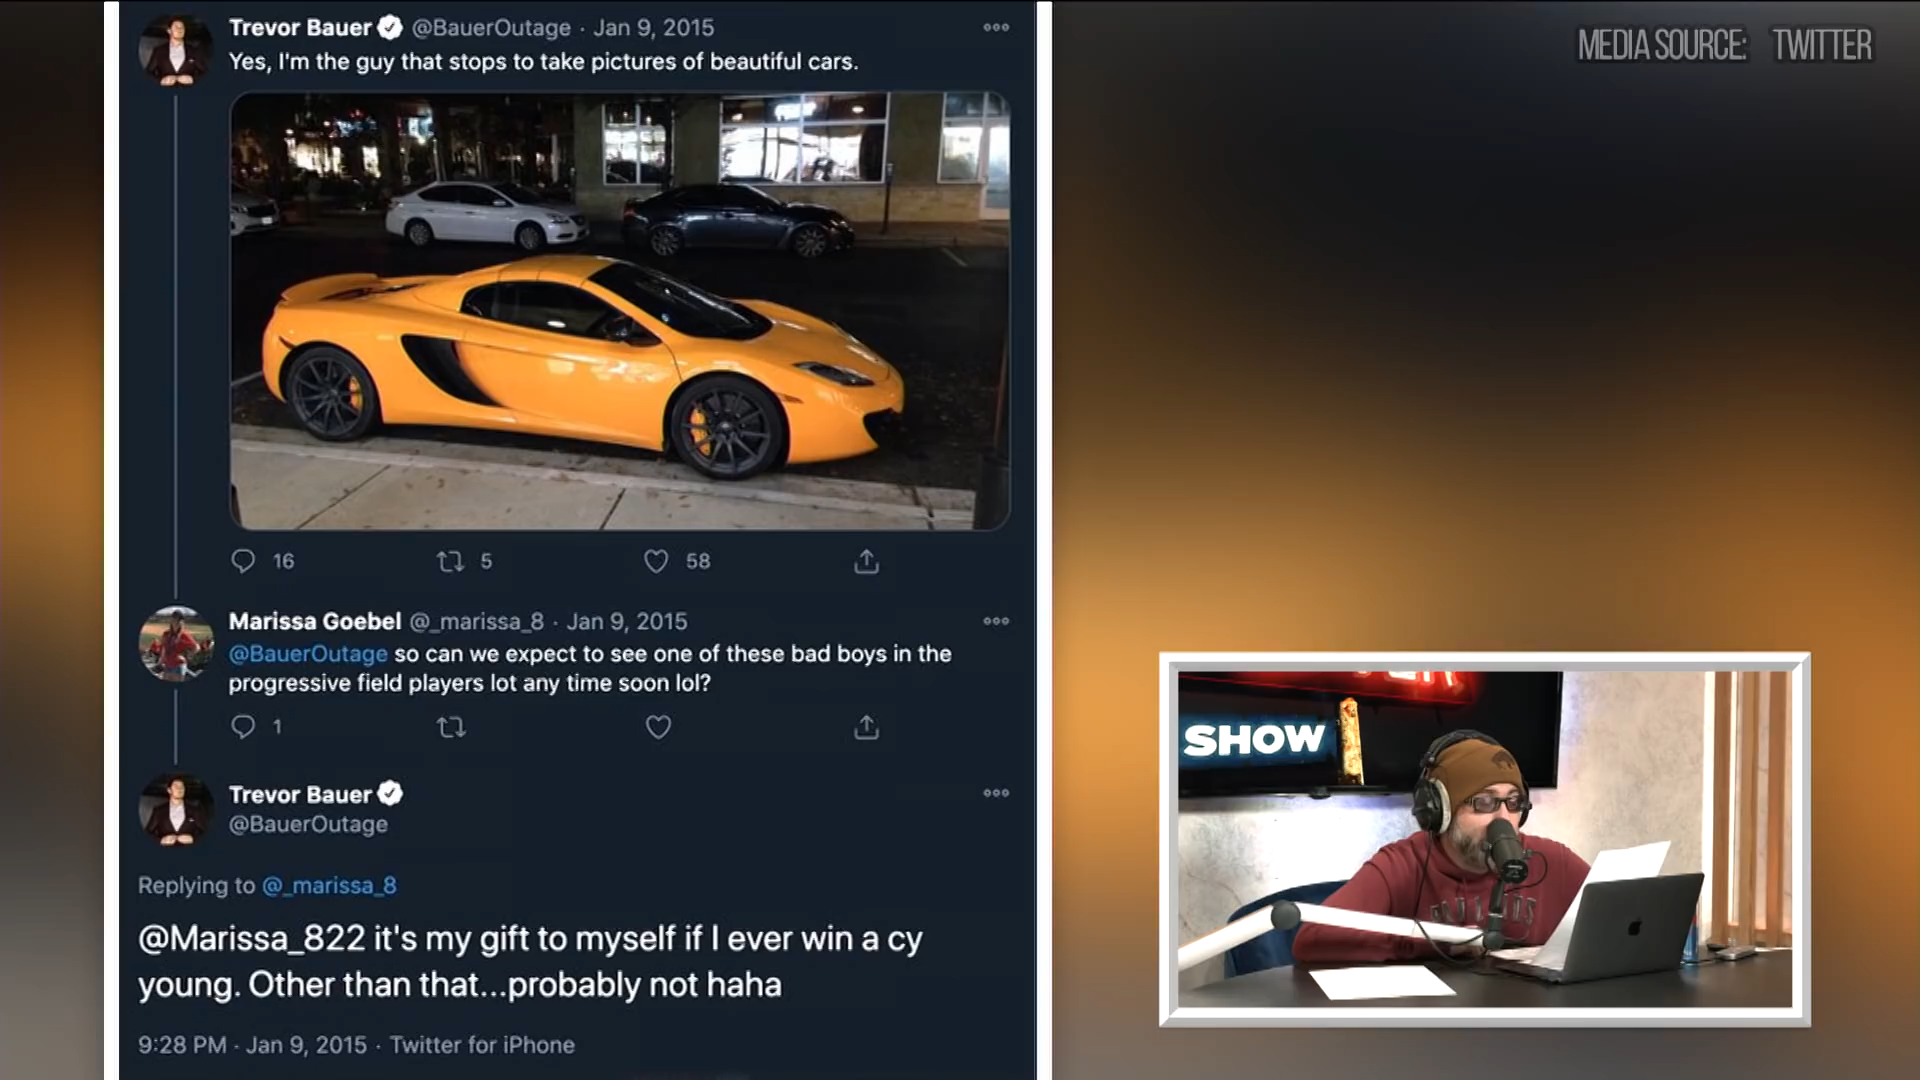 MEDIA SOURCE: TWITTER
Trevor Bauer @BauerOutage · Jan 9, 2015
Yes, I'm the guy that stops to take pictures of beautiful cars.
16 5 58
Marissa Goebel @_marissa_8 · Jan 9, 2015
@BauerOutage so can we expect to see one of these bad boys in the
progressive field players lot any time soon lol?
1
Trevor Bauer
@BauerOutage
Replying to @_marissa_8
@Marissa_822 it's my gift to myself if I ever win a cy
young. Other than that...probably not haha
9:28 PM · Jan 9, 2015 · Twitter for iPhone
SHOW